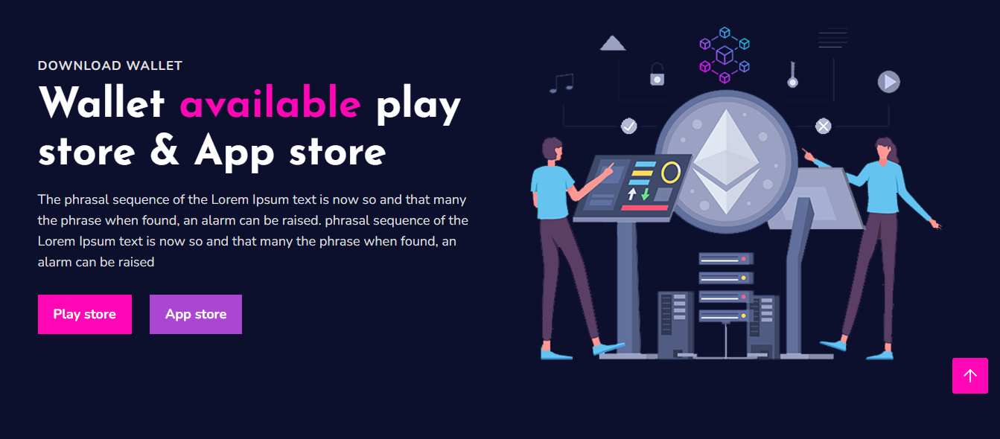 DOWNLOAD WALLET
Wallet available play
store & App store
The phrasal sequence of the Lorem Ipsum text is now so and that many
the phrase when found, an alarm can be raised. phrasal sequence of the
Lorem Ipsum text is now so and that many the phrase when found, an
alarm can be raised
Play store
App store